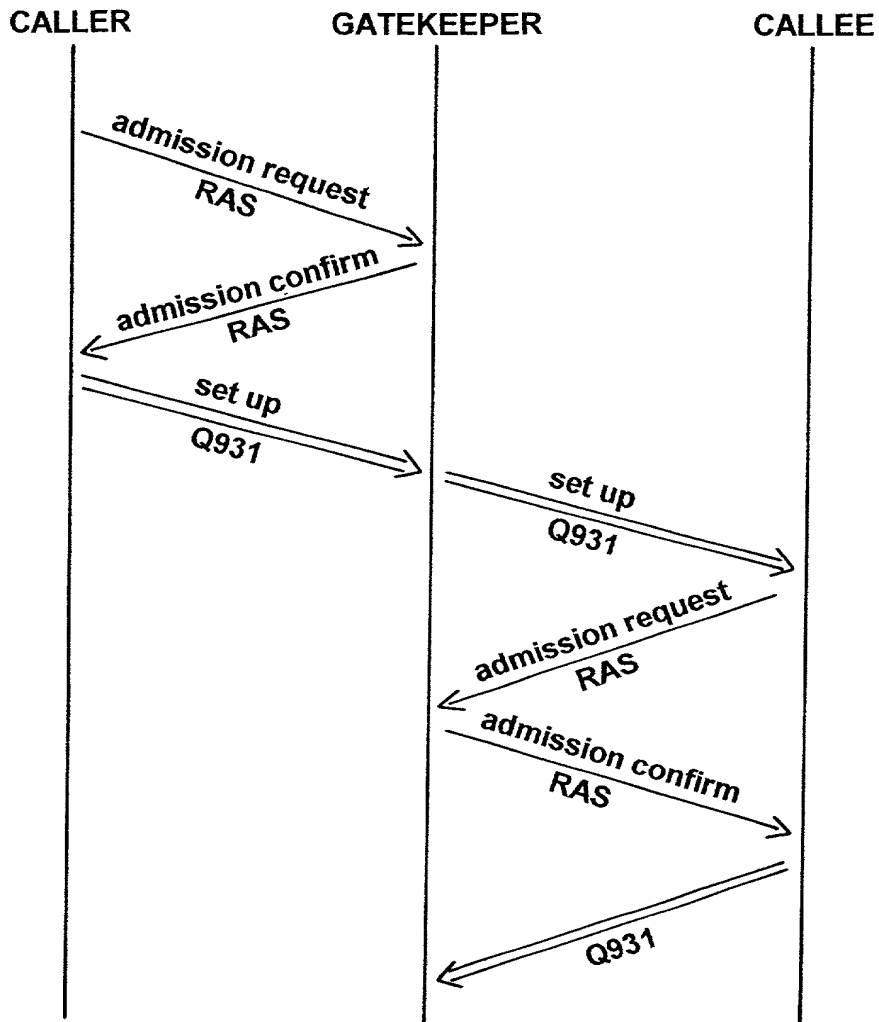 CALLER GATEKEEPER CALLEE
admission request
RAS
admission confirm
RAS
set up
Q931
set up
Q931
admission request
RAS
admission confirm
RAS
Q931